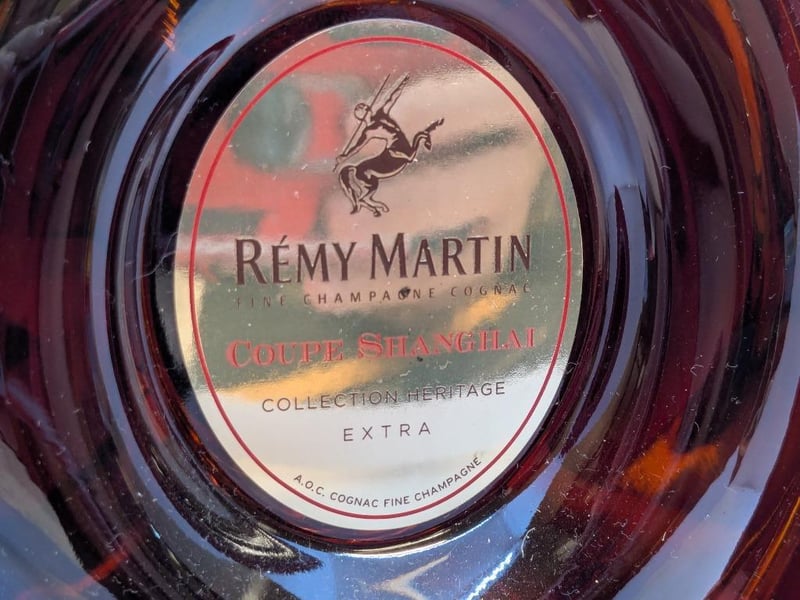 RÉMY MARTIN
FINE CHAMPAGNE COGNAC
COUPE SHANGHAI
COLLECTION HERITAGE
EXTRA
A.O.C. COGNAC FINE CHAMPAGNE